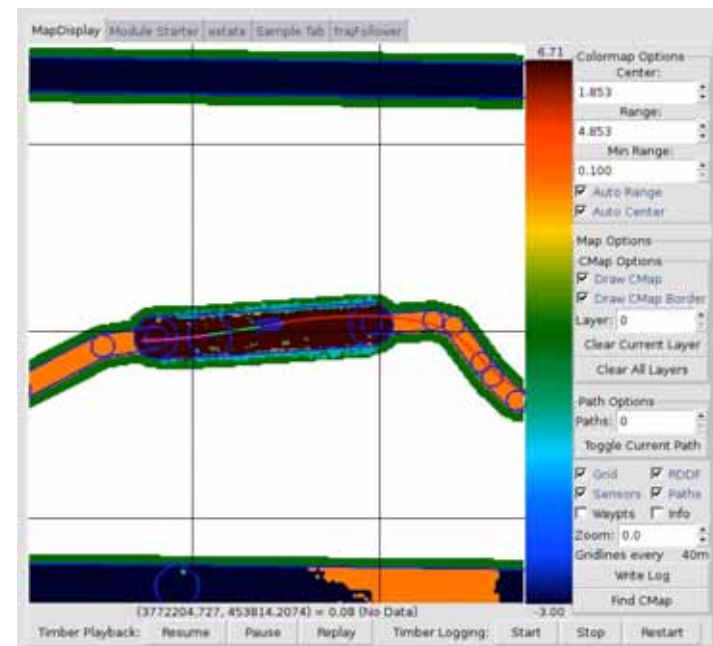 MapDisplay Module Starter astate Sample Tab trajFollower
6.71
Colormap Options
Center:
1.853
Range:
4.853
Min Range:
0.100
Auto Range
Auto Center
Map Options
CMap Options
Draw CMap
Draw CMap Border
Layer: 0
Clear Current Layer
Clear All Layers
Path Options
Paths: 0
Toggle Current Path
Grid RDDF
Sensors Paths
Waypts Info
Zoom: 0.0
Gridlines every 40m
Write Log
Find CMap
-3.00
(3772204.727, 453814.2074) = 0.09 (No Data)
Timber Playback: Resume Pause Replay Timber Logging: Start Stop Restart